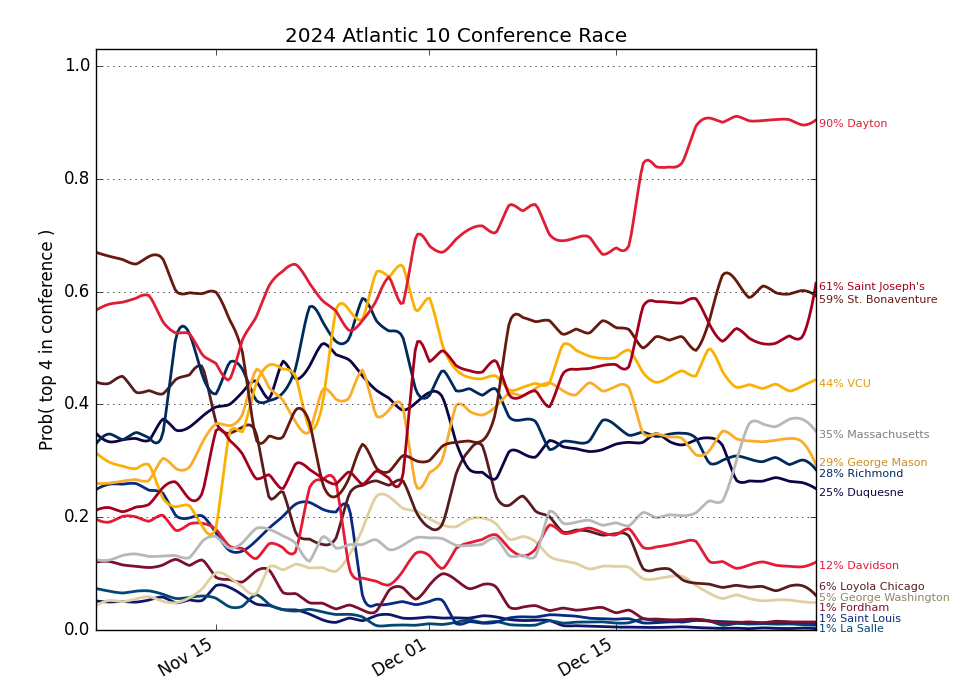 2024 Atlantic 10 Conference Race
Prob( top 4 in conference )
1.0
0.8
0.6
0.4
0.2
0.0
Nov 15
Dec 01
Dec 15
90% Dayton
61% Saint Joseph's
59% St. Bonaventure
44% VCU
35% Massachusetts
29% George Mason
28% Richmond
25% Duquesne
12% Davidson
6% Loyola Chicago
5% George Washington
1% Fordham
1% Saint Louis
1% La Salle